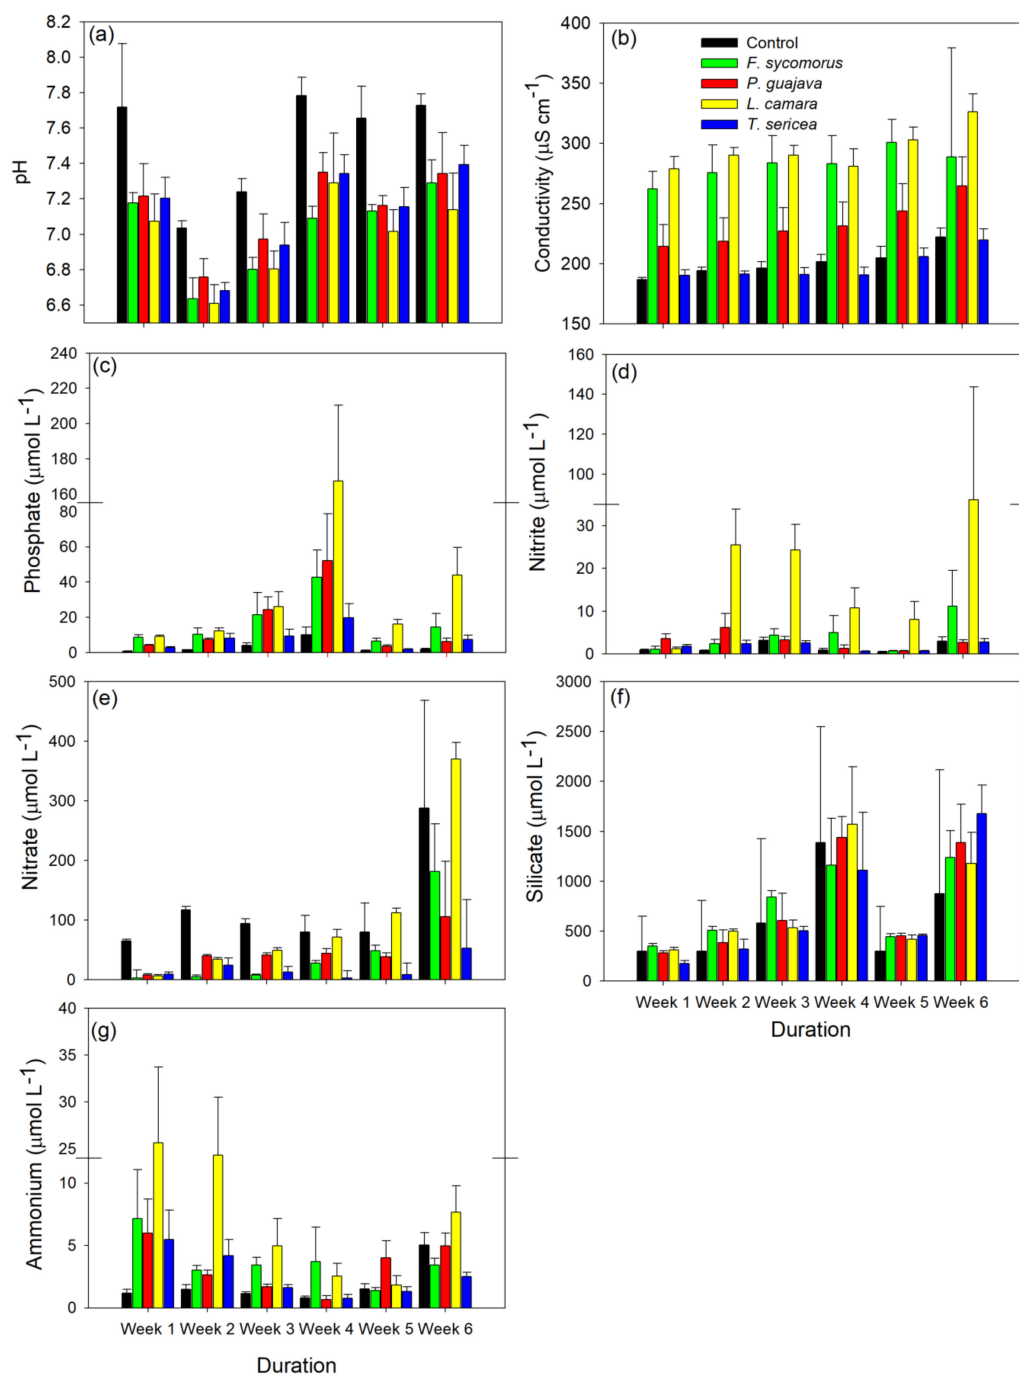 (a)
8.2
8.0
7.8
7.6
7.4
7.2
7.0
6.8
6.6
pH
(b)
400
350
300
250
200
150
Conductivity (μS cm⁻¹)
Control
F. sycomorus
P. guajava
L. camara
T. sericea
(c)
240
220
200
180
160
80
60
40
20
0
Phosphate (μmol L⁻¹)
(d)
160
140
120
100
30
20
10
0
Nitrite (μmol L⁻¹)
(e)
500
400
300
200
100
0
Nitrate (μmol L⁻¹)
(f)
3000
2500
2000
1500
1000
500
0
Silicate (μmol L⁻¹)
Week 1 Week 2 Week 3 Week 4 Week 5 Week 6
Duration
(g)
40
35
30
25
10
5
0
Ammonium (μmol L⁻¹)
Week 1 Week 2 Week 3 Week 4 Week 5 Week 6
Duration